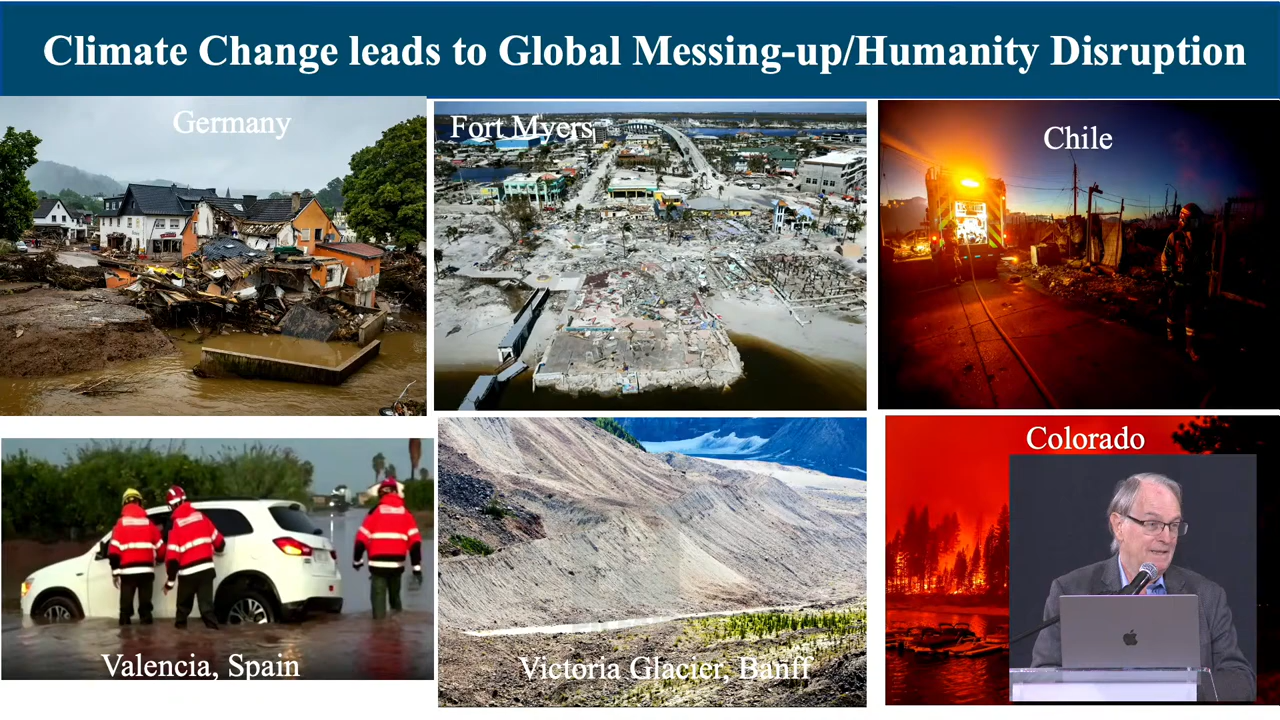 Climate Change leads to Global Messing-up/Humanity Disruption
Germany
Fort Myers
Chile
Valencia, Spain
Victoria Glacier, Banff
Colorado